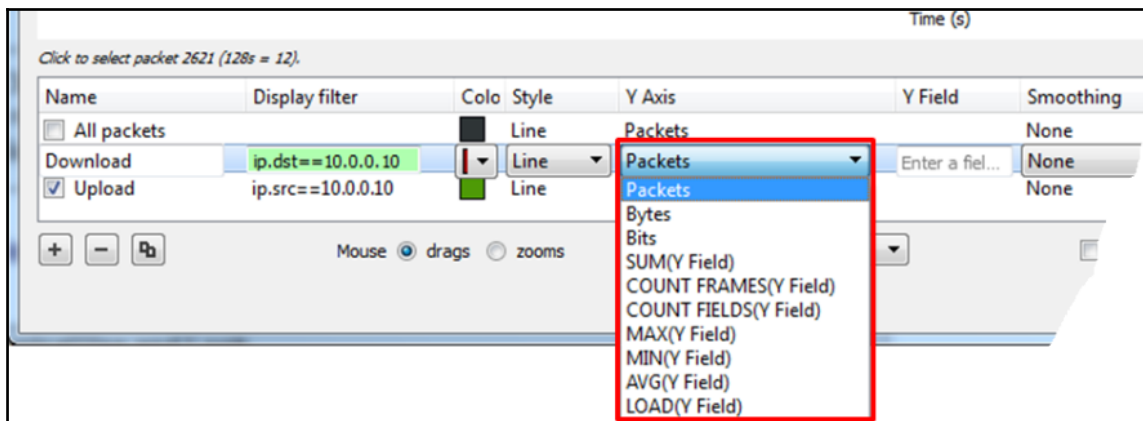 Time (s)
Click to select packet 2621 (128s = 12).
Name Display filter Colo Style Y Axis Y Field Smoothing
All packets Line Packets None
Download ip.dst==10.0.0.10 Line Packets Enter a fiel... None
Upload ip.src==10.0.0.10 Line Packets None
Bytes
Bits
Mouse drags zooms
SUM(Y Field)
COUNT FRAMES(Y Field)
COUNT FIELDS(Y Field)
MAX(Y Field)
MIN(Y Field)
AVG(Y Field)
LOAD(Y Field)